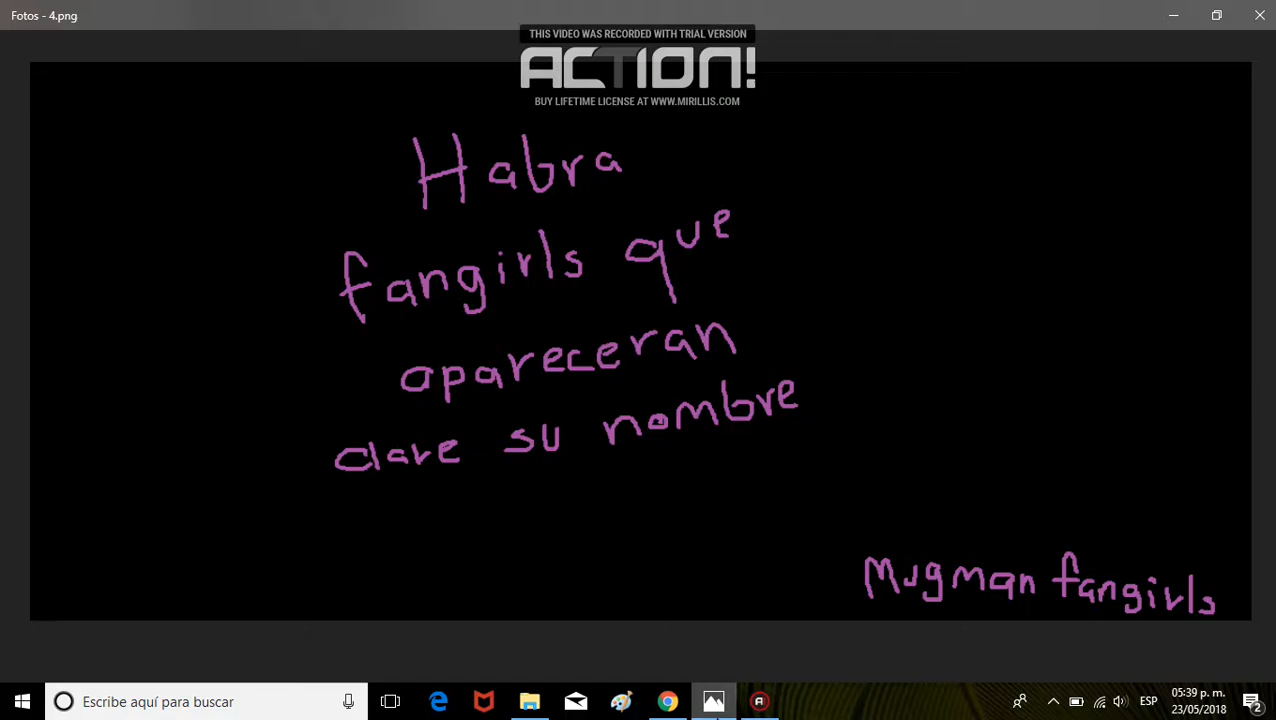 Fotos - 4.png
THIS VIDEO WAS RECORDED WITH TRIAL VERSION
ACTION!
BUY LIFETIME LICENSE AT WWW.MIRILLIS.COM
Habra
fangirls que
apareceran
clare su nombre
Mugman fangirls
Escribe aquí para buscar
ESP
05:39 p. m.
23/05/2018
2